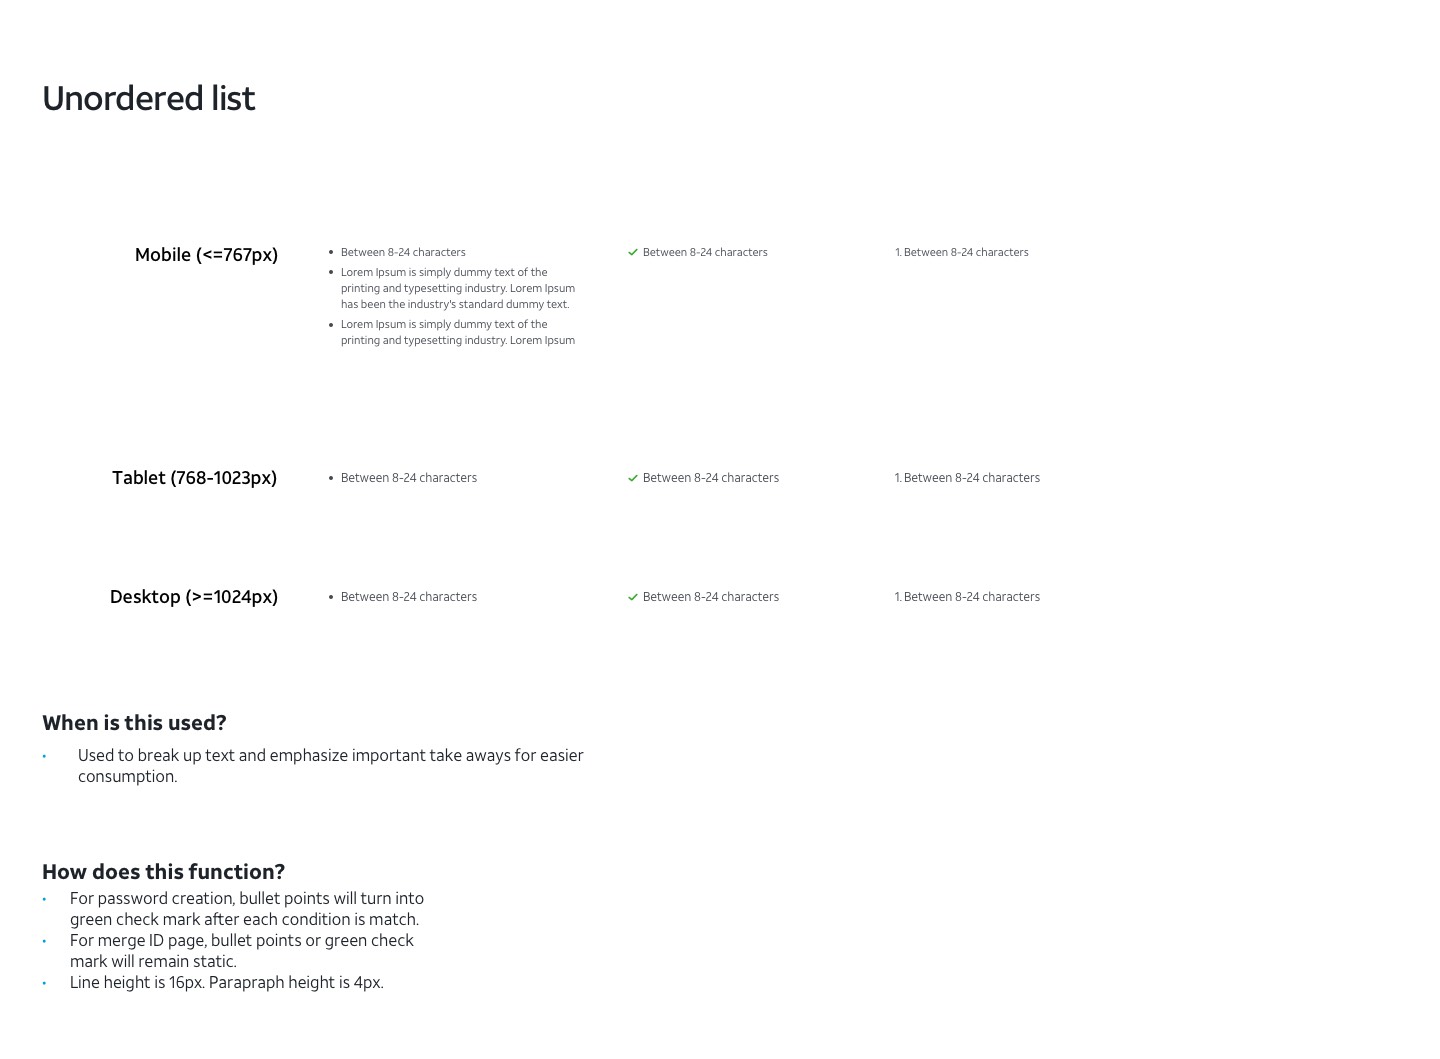 Unordered list
Mobile (<=767px)
• Between 8-24 characters
• Lorem Ipsum is simply dummy text of the
printing and typesetting industry. Lorem Ipsum
has been the industry's standard dummy text.
• Lorem Ipsum is simply dummy text of the
printing and typesetting industry. Lorem Ipsum
✓ Between 8-24 characters
1. Between 8-24 characters
Tablet (768-1023px)
• Between 8-24 characters
✓ Between 8-24 characters
1. Between 8-24 characters
Desktop (>=1024px)
• Between 8-24 characters
✓ Between 8-24 characters
1. Between 8-24 characters
When is this used?
• Used to break up text and emphasize important take aways for easier
consumption.
How does this function?
• For password creation, bullet points will turn into
green check mark after each condition is match.
• For merge ID page, bullet points or green check
mark will remain static.
• Line height is 16px. Parapraph height is 4px.